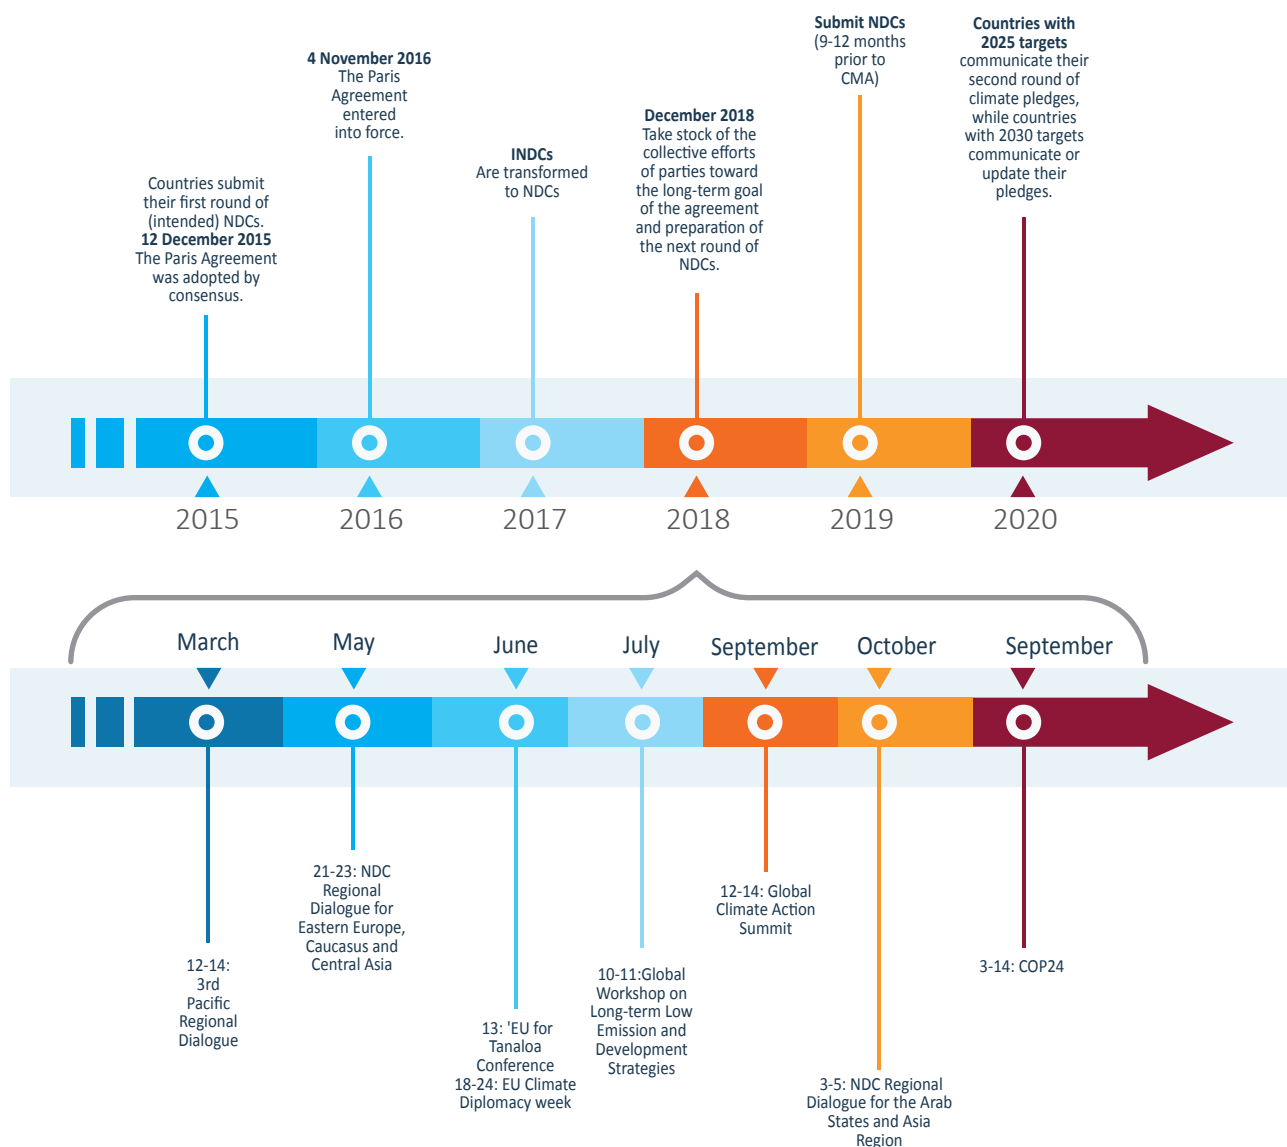 Countries submit
their first round of
(intended) NDCs.
12 December 2015
The Paris Agreement
was adopted by
consensus.
4 November 2016
The Paris
Agreement
entered
into force.
INDCs
Are transformed
to NDCs
December 2018
Take stock of the
collective efforts
of parties toward
the long-term goal
of the agreement
and preparation of
the next round of
NDCs.
Submit NDCs
(9-12 months
prior to
CMA)
Countries with
2025 targets
communicate their
second round of
climate pledges,
while countries
with 2030 targets
communicate or
update their
pledges.
2015
2016
2017
2018
2019
2020
March
May
June
July
September
October
September
12-14:
3rd
Pacific
Regional
Dialogue
21-23: NDC
Regional
Dialogue for
Eastern Europe,
Caucasus and
Central Asia
13: 'EU for
Tanaloa
Conference
18-24: EU Climate
Diplomacy week
10-11:Global
Workshop on
Long-term Low
Emission and
Development
Strategies
12-14: Global
Climate Action
Summit
3-5: NDC Regional
Dialogue for the Arab
States and Asia
Region
3-14: COP24